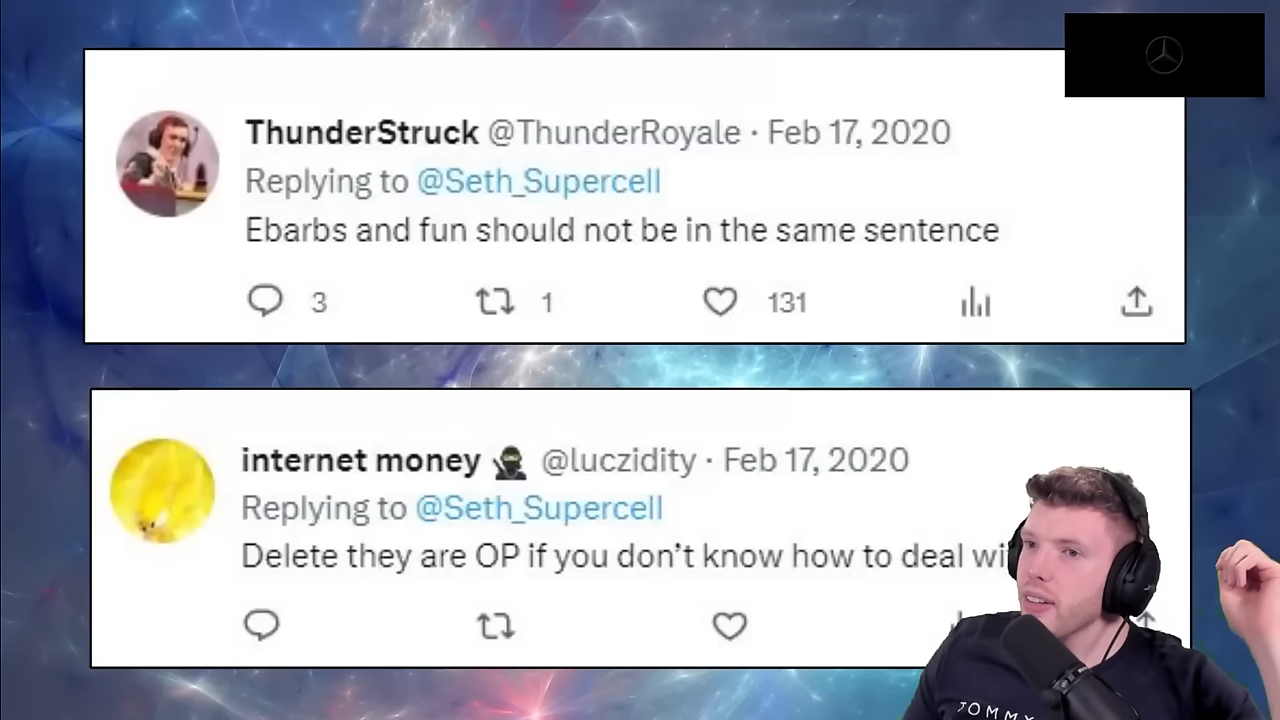 ThunderStruck @ThunderRoyale · Feb 17, 2020
Replying to @Seth_Supercell
Ebarbs and fun should not be in the same sentence
3 1 131
internet money @luczidity · Feb 17, 2020
Replying to @Seth_Supercell
Delete they are OP if you don't know how to deal